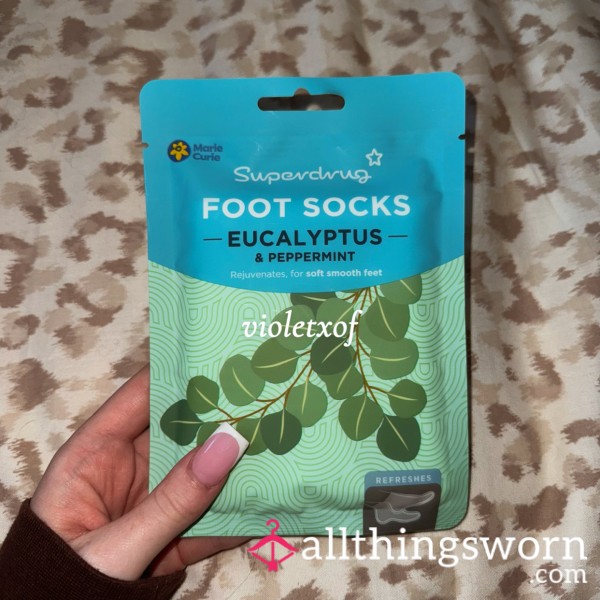 Marie
Curie
Superdrug
FOOT SOCKS
EUCALYPTUS
& PEPPERMINT
Rejuvenates, for soft smooth feet
violetxof
REFRESHES
allthingsworn
.com